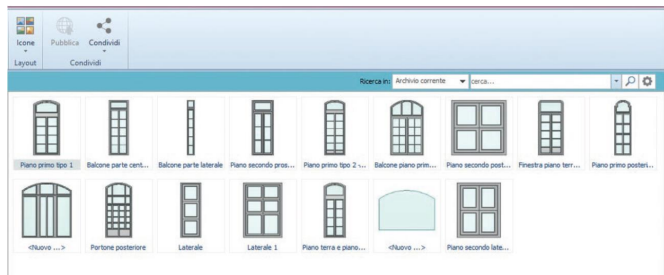 Icone Pubblica Condividi
Layout Condividi
Ricerca in: Archivio corrente cerca...
Piano primo tipo 1 Balcone parte cent... Balcone parte laterale Piano secondo pros... Piano primo tipo 2 -... Balcone piano prim... Piano secondo post... Finestra piano terr... Piano primo posteri...
<Nuovo ...> Portone posteriore Laterale Laterale 1 Piano terra e piano... <Nuovo ...> Piano secondo late...